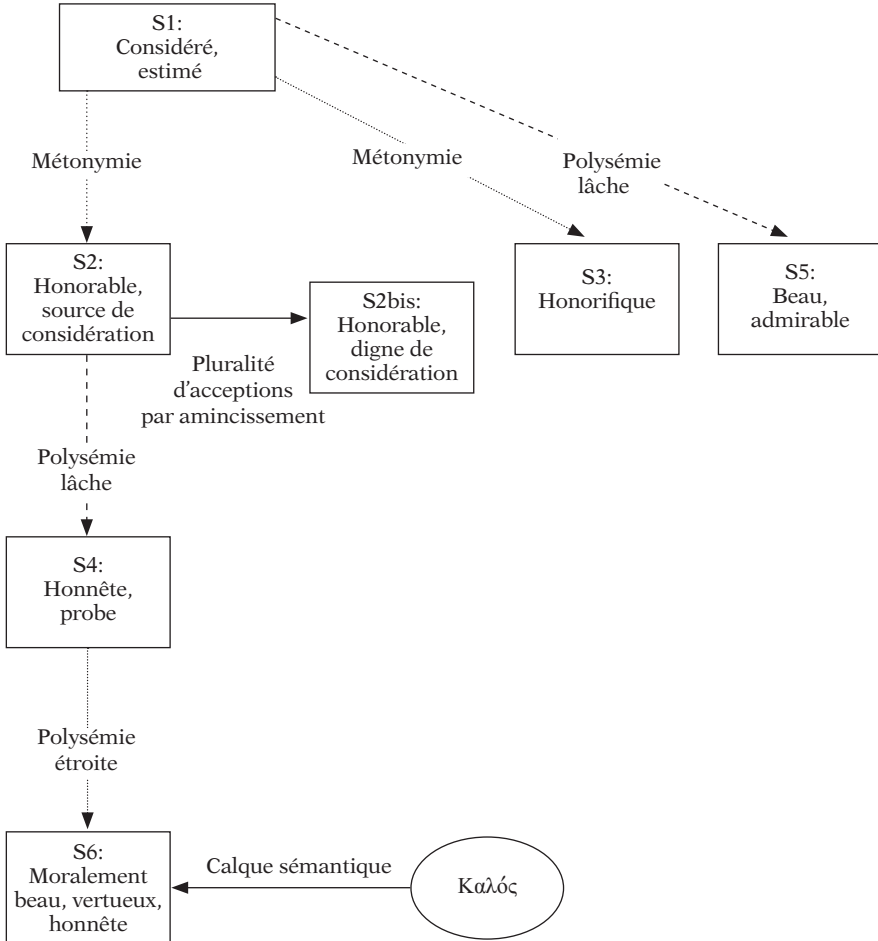 S1:
Considéré,
estimé
Métonymie
Métonymie
Polysémie
lâche
S2:
Honorable,
source de
considération
S2bis:
Honorable,
digne de
considération
S3:
Honorifique
S5:
Beau,
admirable
Pluralité
d’acceptions
par amincissement
Polysémie
lâche
S4:
Honnête,
probe
Polysémie
étroite
S6:
Moralement
beau, vertueux,
honnête
Calque sémantique
Καλός